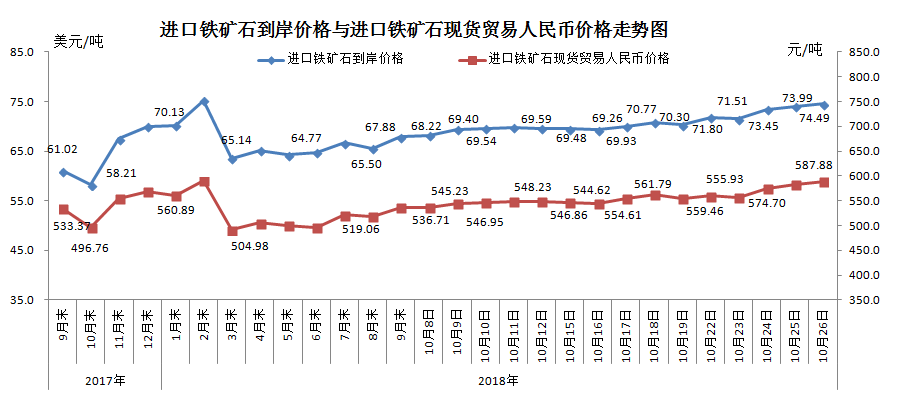 进口铁矿石到岸价格与进口铁矿石现货贸易人民币价格走势图
美元/吨
元/吨
进口铁矿石到岸价格
进口铁矿石现货贸易人民币价格
85.0
75.0
65.0
55.0
45.0
35.0
850.0
800.0
750.0
700.0
650.0
600.0
550.0
500.0
450.0
400.0
350.0
61.02
58.21
70.13
65.14
64.77
65.50
67.88
68.22
69.40
69.54
69.59
69.48
69.26
69.93
70.77
70.30
71.80
71.51
73.45
73.99
74.49
533.37
496.76
560.89
504.98
519.06
536.71
545.23
546.95
548.23
546.86
544.62
554.61
561.79
559.46
555.93
574.70
587.88
9月末
10月末
11月末
12月末
1月末
2月末
3月末
4月末
5月末
6月末
7月末
8月末
9月末
10月8日
10月9日
10月10日
10月11日
10月12日
10月15日
10月16日
10月17日
10月18日
10月19日
10月22日
10月23日
10月24日
10月25日
10月26日
2017年
2018年